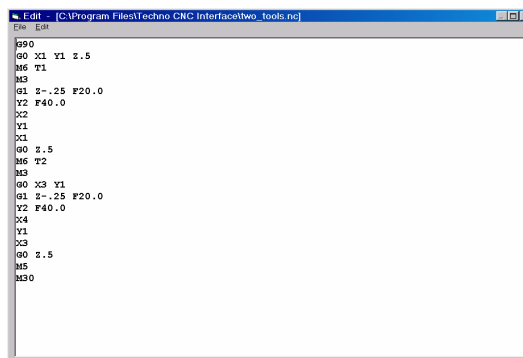 Edit - [C:\Program Files\Techno CNC Interface\two_tools.nc]
File Edit
G90
G0 X1 Y1 Z.5
M6 T1
M3
G1 Z-.25 F20.0
Y2 F40.0
X2
Y1
X1
G0 Z.5
M6 T2
M3
G0 X3 Y1
G1 Z-.25 F20.0
Y2 F40.0
X4
Y1
X3
G0 Z.5
M5
M30